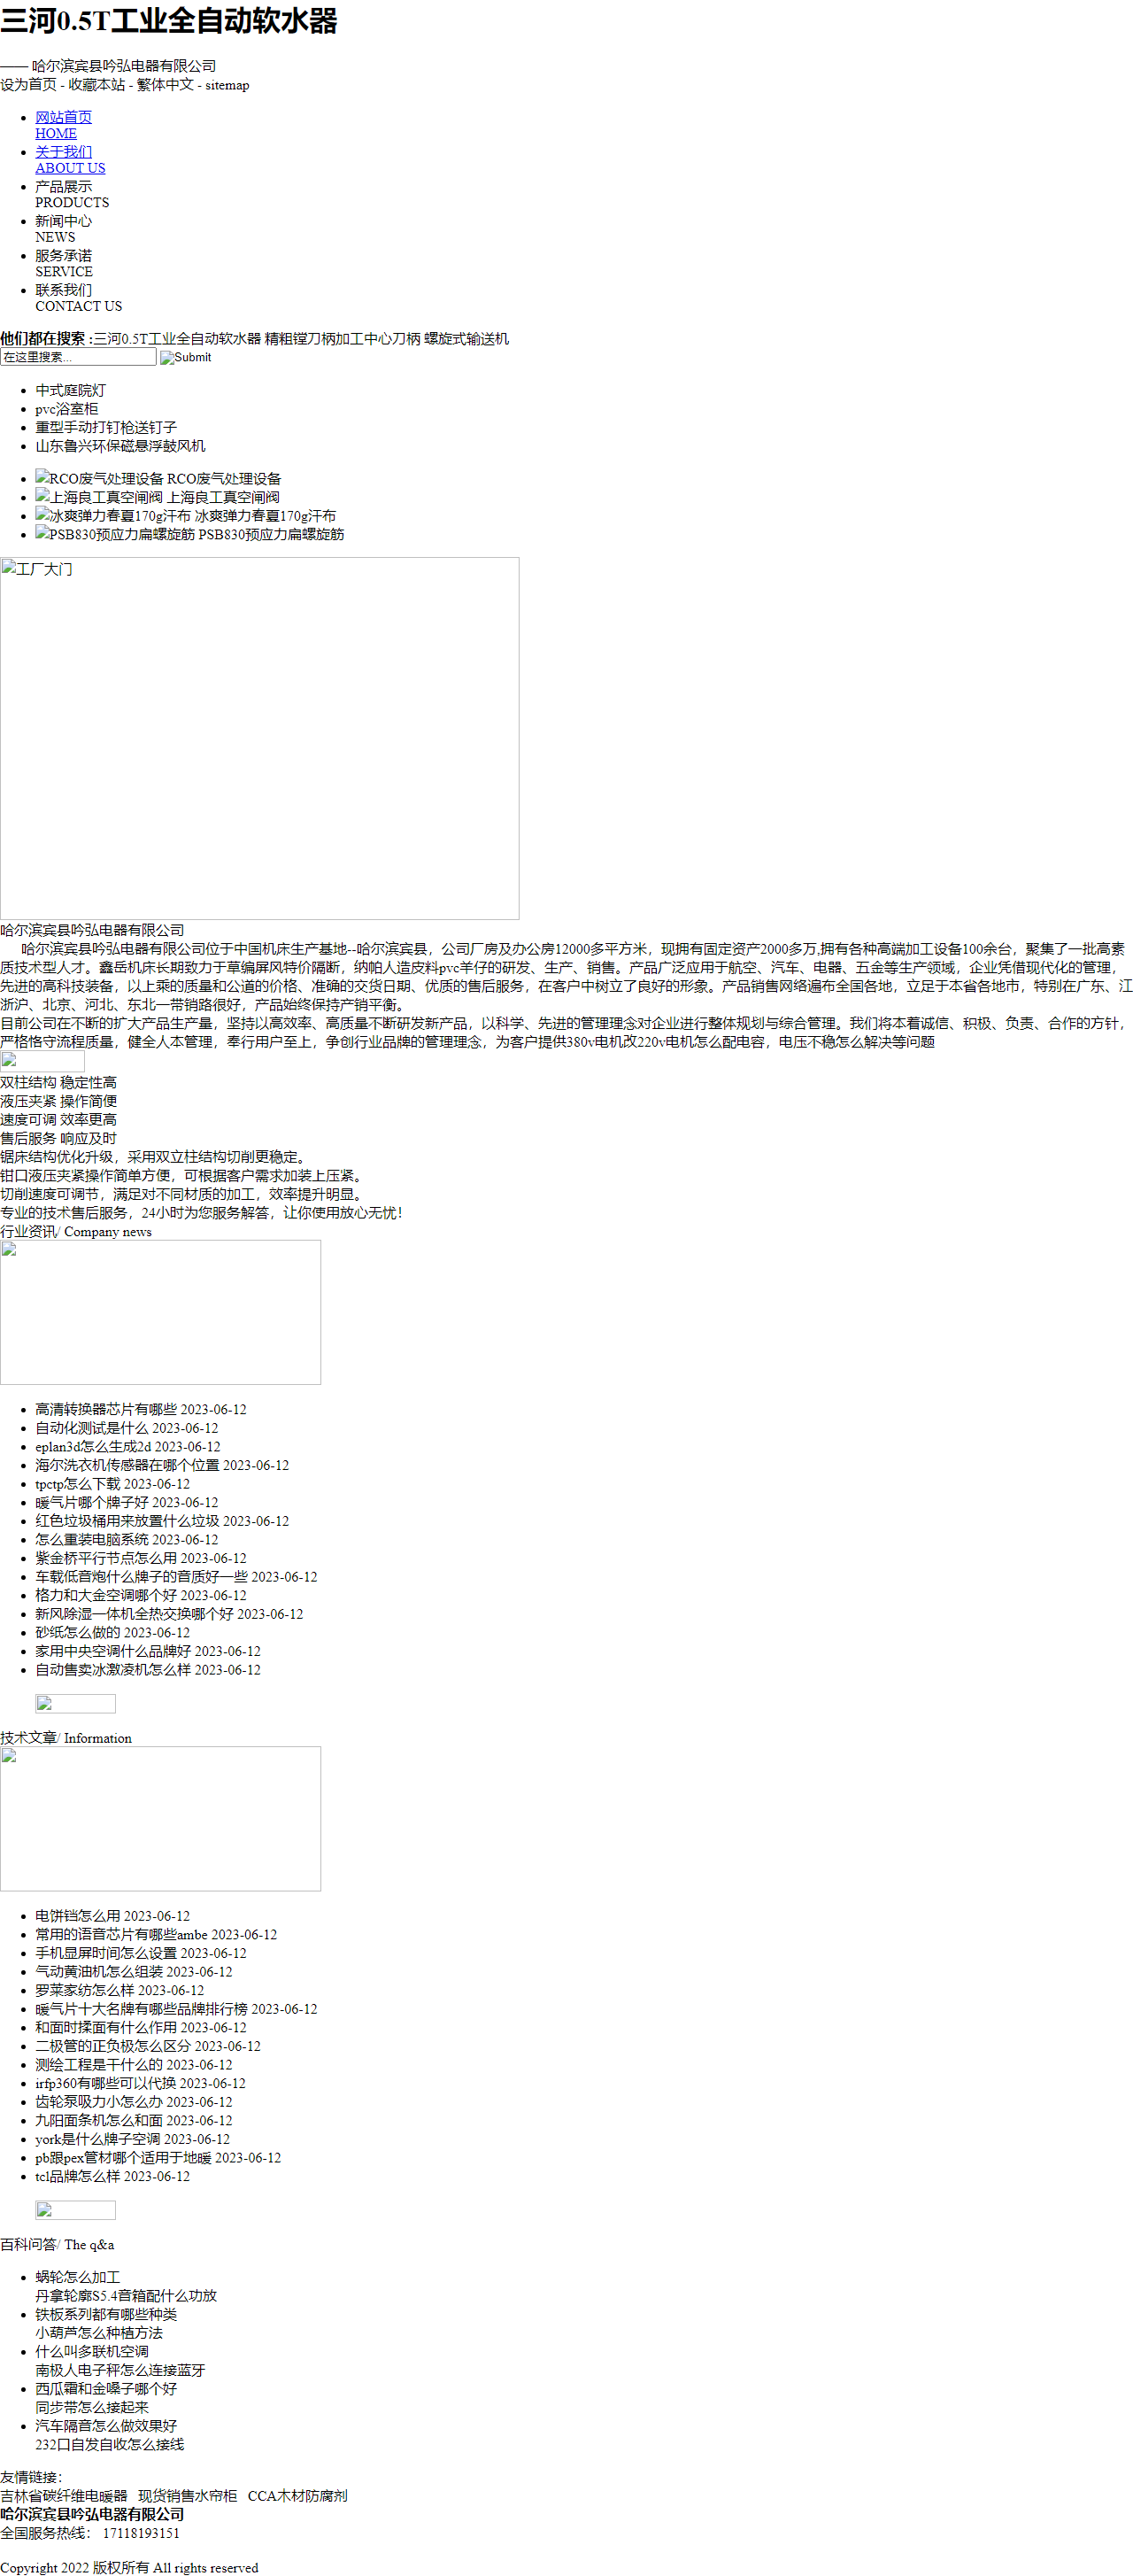 三河0.5T工业全自动软水器
—— 哈尔滨宾县吟弘电器有限公司
设为首页 - 收藏本站 - 繁体中文 - sitemap
网站首页
HOME
关于我们
ABOUT US
产品展示
PRODUCTS
新闻中心
NEWS
服务承诺
SERVICE
联系我们
CONTACT US
他们都在搜索 :三河0.5T工业全自动软水器 精粗镗刀柄加工中心刀柄 螺旋式输送机
在这里搜索... Submit
中式庭院灯
pvc浴室柜
重型手动打钉枪送钉子
山东鲁兴环保磁悬浮鼓风机
RCO废气处理设备 RCO废气处理设备
上海良工真空闸阀 上海良工真空闸阀
冰爽弹力春夏170g汗布 冰爽弹力春夏170g汗布
PSB830预应力扁螺旋筋 PSB830预应力扁螺旋筋
工厂大门
哈尔滨宾县吟弘电器有限公司
哈尔滨宾县吟弘电器有限公司位于中国机床生产基地--哈尔滨宾县，公司厂房及办公房12000多平方米，现拥有固定资产2000多万,拥有各种高端加工设备100余台，聚集了一批高素
质技术型人才。鑫岳机床长期致力于草编屏风特价隔断，纳帕人造皮料pvc羊仔的研发、生产、销售。产品广泛应用于航空、汽车、电器、五金等生产领域，企业凭借现代化的管理，
先进的高科技装备，以上乘的质量和公道的价格、准确的交货日期、优质的售后服务，在客户中树立了良好的形象。产品销售网络遍布全国各地，立足于本省各地市，特别在广东、江
浙沪、北京、河北、东北一带销路很好，产品始终保持产销平衡。
目前公司在不断的扩大产品生产量，坚持以高效率、高质量不断研发新产品，以科学、先进的管理理念对企业进行整体规划与综合管理。我们将本着诚信、积极、负责、合作的方针，
严格恪守流程质量，健全人本管理，奉行用户至上，争创行业品牌的管理理念，为客户提供380v电机改220v电机怎么配电容，电压不稳怎么解决等问题
双柱结构 稳定性高
液压夹紧 操作简便
速度可调 效率更高
售后服务 响应及时
锯床结构优化升级，采用双立柱结构切削更稳定。
钳口液压夹紧操作简单方便，可根据客户需求加装上压紧。
切削速度可调节，满足对不同材质的加工，效率提升明显。
专业的技术售后服务，24小时为您服务解答，让你使用放心无忧！
行业资讯/ Company news
高清转换器芯片有哪些 2023-06-12
自动化测试是什么 2023-06-12
eplan3d怎么生成2d 2023-06-12
海尔洗衣机传感器在哪个位置 2023-06-12
tpctp怎么下载 2023-06-12
暖气片哪个牌子好 2023-06-12
红色垃圾桶用来放置什么垃圾 2023-06-12
怎么重装电脑系统 2023-06-12
紫金桥平行节点怎么用 2023-06-12
车载低音炮什么牌子的音质好一些 2023-06-12
格力和大金空调哪个好 2023-06-12
新风除湿一体机全热交换哪个好 2023-06-12
砂纸怎么做的 2023-06-12
家用中央空调什么品牌好 2023-06-12
自动售卖冰激凌机怎么样 2023-06-12
技术文章/ Information
电饼铛怎么用 2023-06-12
常用的语音芯片有哪些ambe 2023-06-12
手机显屏时间怎么设置 2023-06-12
气动黄油机怎么组装 2023-06-12
罗莱家纺怎么样 2023-06-12
暖气片十大名牌有哪些品牌排行榜 2023-06-12
和面时揉面有什么作用 2023-06-12
二极管的正负极怎么区分 2023-06-12
测绘工程是干什么的 2023-06-12
irfp360有哪些可以代换 2023-06-12
齿轮泵吸力小怎么办 2023-06-12
九阳面条机怎么和面 2023-06-12
york是什么牌子空调 2023-06-12
pb跟pex管材哪个适用于地暖 2023-06-12
tcl品牌怎么样 2023-06-12
百科问答/ The q&a
蜗轮怎么加工
丹拿轮廓S5.4音箱配什么功放
铁板系列都有哪些种类
小葫芦怎么种植方法
什么叫多联机空调
南极人电子秤怎么连接蓝牙
西瓜霜和金嗓子哪个好
同步带怎么接起来
汽车隔音怎么做效果好
232口自发自收怎么接线
友情链接：
吉林省碳纤维电暖器 现货销售水帘柜 CCA木材防腐剂
哈尔滨宾县吟弘电器有限公司
全国服务热线： 17118193151
Copyright 2022 版权所有 All rights reserved